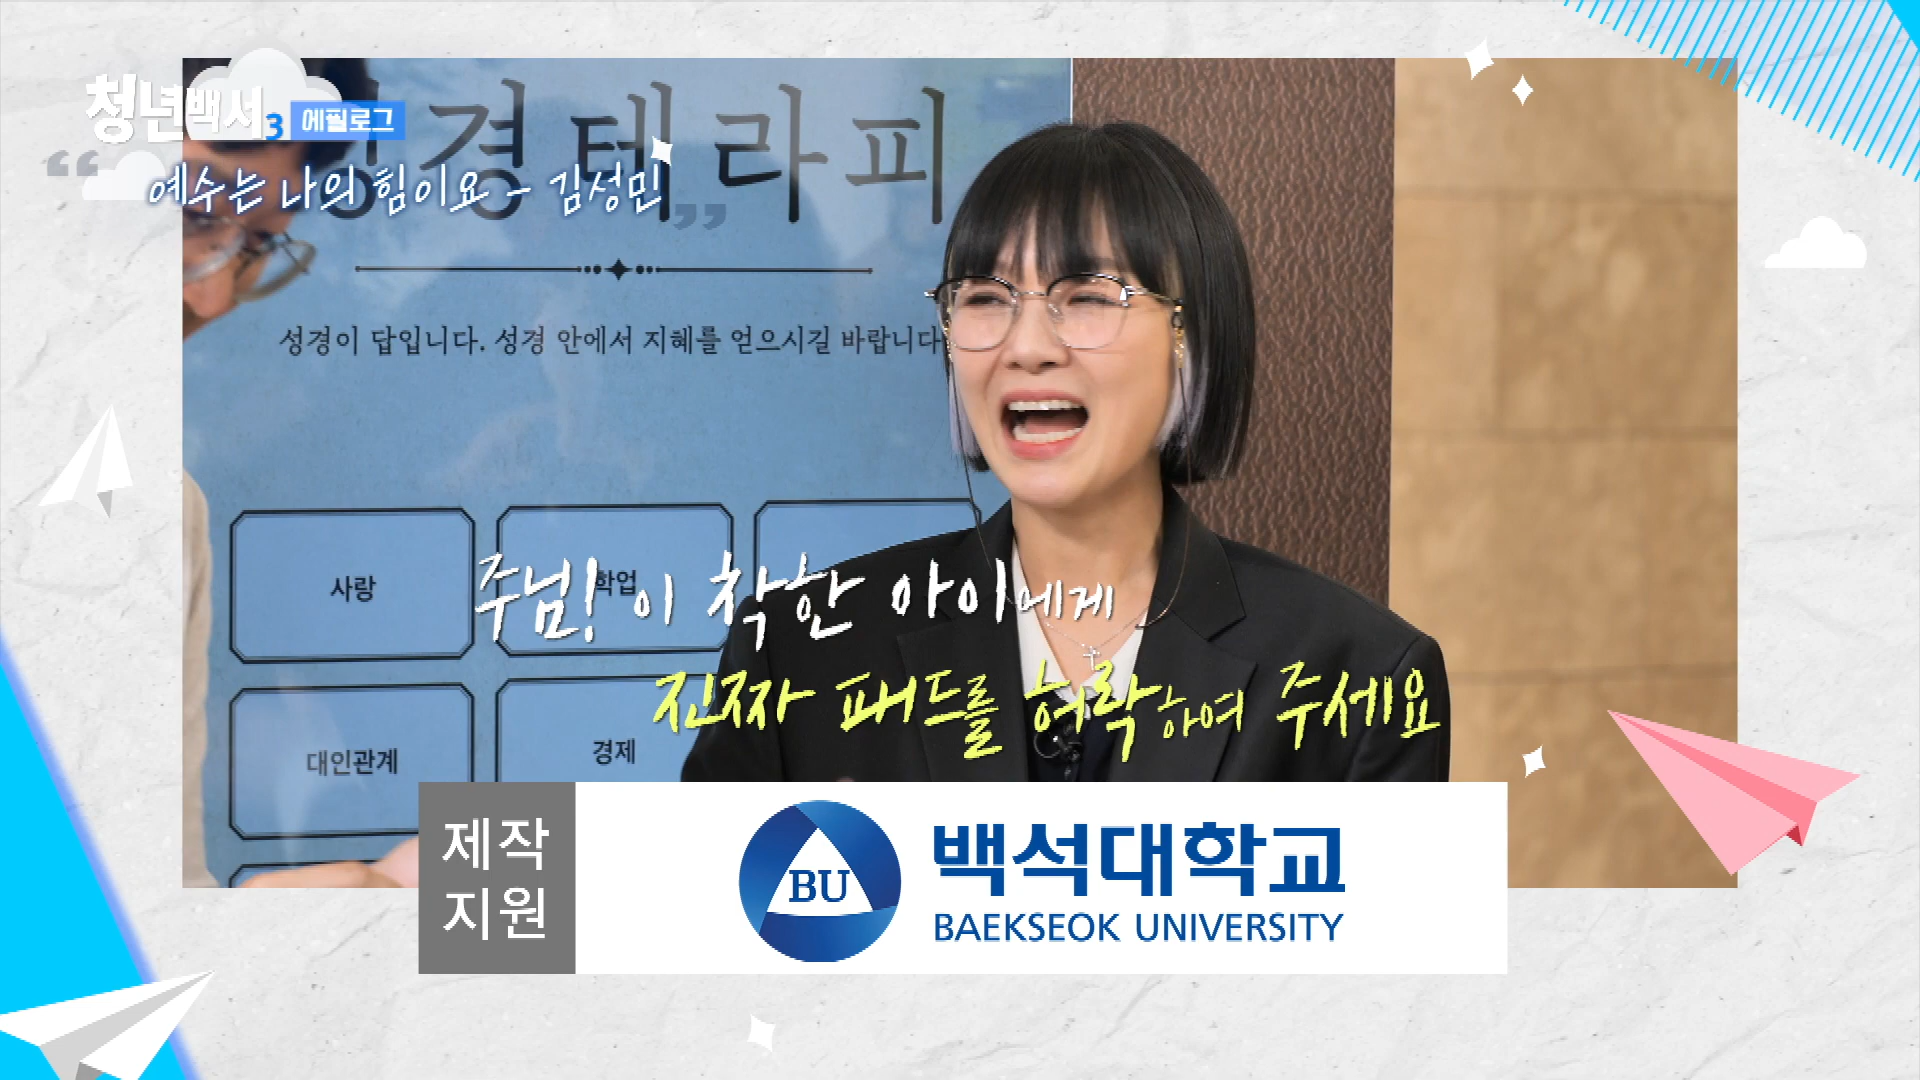 청년백서3 에필로그
“예수는 나의 힘이요 - 김성민”
경테라피
성경이 답입니다. 성경 안에서 지혜를 얻으시길 바랍니다
사랑
학업
주님! 이 착한 아이에게
진짜 패드를 허락하여 주세요
대인관계
경제
제작
지원
BU
백석대학교
BAEKSEOK UNIVERSITY